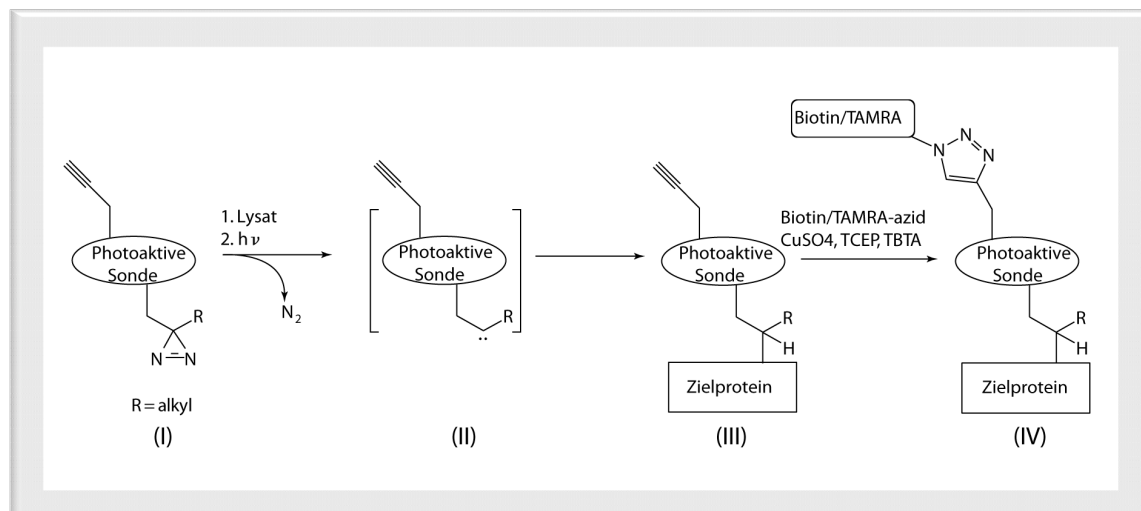 Biotin/TAMRA
N
N
N
1. Lysat
2. h ν
N₂
Photoaktive
Sonde
R
N=N
R = alkyl
(I)
Photoaktive
Sonde
R
..
(II)
Photoaktive
Sonde
R
H
Zielprotein
(III)
Biotin/TAMRA-azid
CuSO4, TCEP, TBTA
Photoaktive
Sonde
R
H
Zielprotein
(IV)